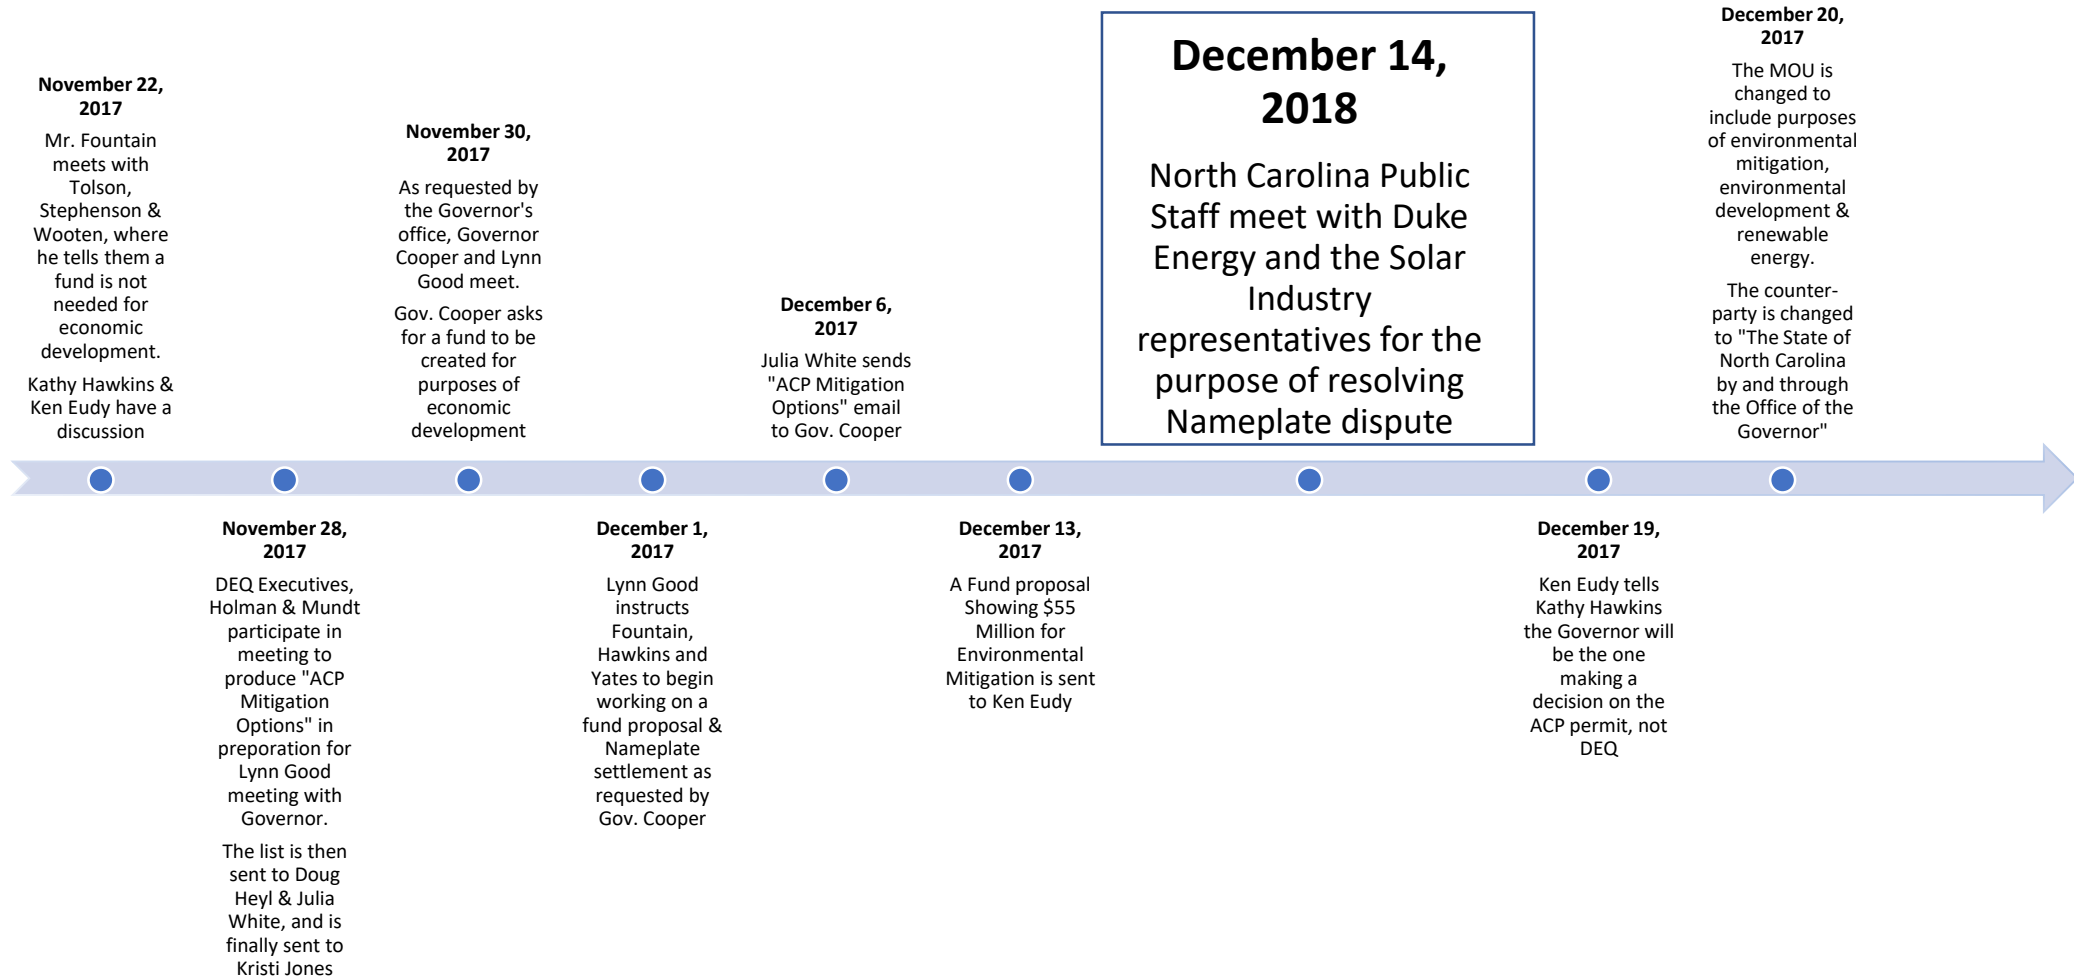 November 22,
2017
Mr. Fountain
meets with
Tolson,
Stephenson &
Wooten, where
he tells them a
fund is not
needed for
economic
development.
Kathy Hawkins &
Ken Eudy have a
discussion
November 28,
2017
DEQ Executives,
Holman & Mundt
participate in
meeting to
produce "ACP
Mitigation
Options" in
preporation for
Lynn Good
meeting with
Governor.
The list is then
sent to Doug
Heyl & Julia
White, and is
finally sent to
Kristi Jones
November 30,
2017
As requested by
the Governor's
office, Governor
Cooper and Lynn
Good meet.
Gov. Cooper asks
for a fund to be
created for
purposes of
economic
development
December 1,
2017
Lynn Good
instructs
Fountain,
Hawkins and
Yates to begin
working on a
fund proposal &
Nameplate
settlement as
requested by
Gov. Cooper
December 6,
2017
Julia White sends
"ACP Mitigation
Options" email
to Gov. Cooper
December 13,
2017
A Fund proposal
Showing $55
Million for
Environmental
Mitigation is sent
to Ken Eudy
December 14,
2018
North Carolina Public
Staff meet with Duke
Energy and the Solar
Industry
representatives for the
purpose of resolving
Nameplate dispute
December 19,
2017
Ken Eudy tells
Kathy Hawkins
the Governor will
be the one
making a
decision on the
ACP permit, not
DEQ
December 20,
2017
The MOU is
changed to
include purposes
of environmental
mitigation,
environmental
development &
renewable
energy.
The counter-
party is changed
to "The State of
North Carolina
by and through
the Office of the
Governor"